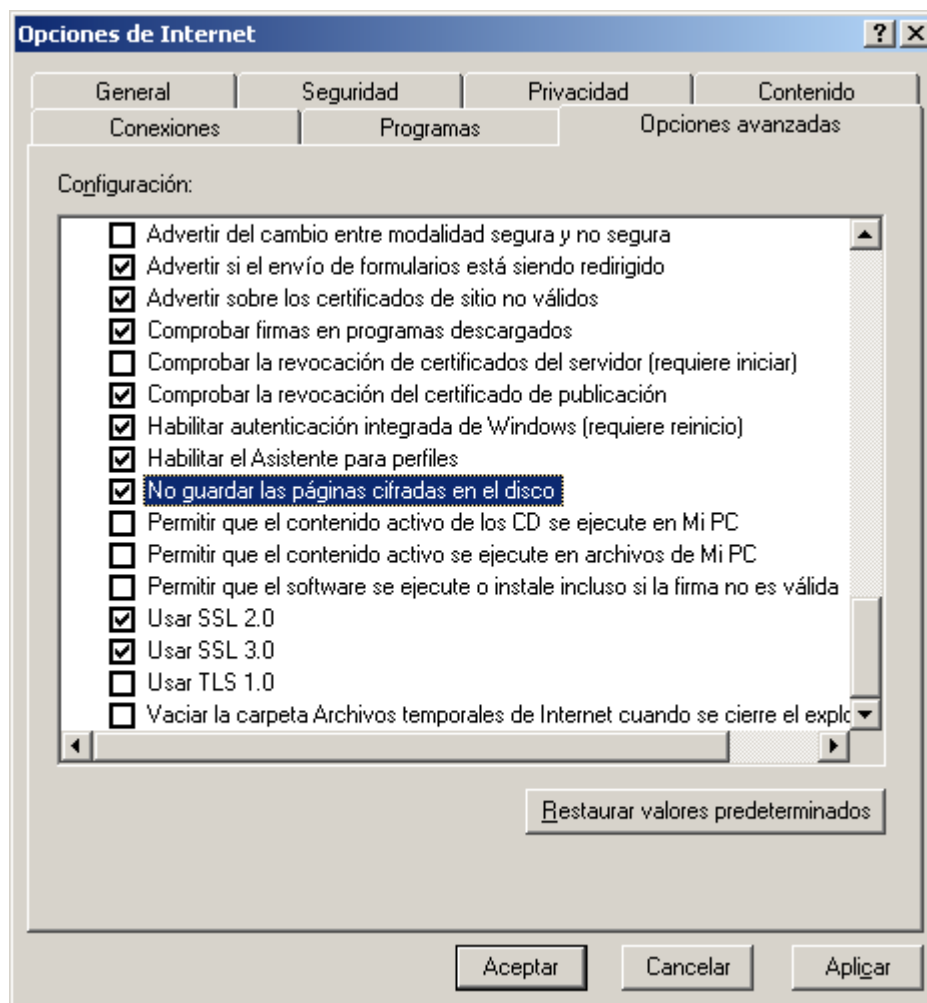 Opciones de Internet
General Seguridad Privacidad Contenido
Conexiones Programas Opciones avanzadas
Configuración:
Advertir del cambio entre modalidad segura y no segura
Advertir si el envío de formularios está siendo redirigido
Advertir sobre los certificados de sitio no válidos
Comprobar firmas en programas descargados
Comprobar la revocación de certificados del servidor (requiere iniciar)
Comprobar la revocación del certificado de publicación
Habilitar autenticación integrada de Windows (requiere reinicio)
Habilitar el Asistente para perfiles
No guardar las páginas cifradas en el disco
Permitir que el contenido activo de los CD se ejecute en Mi PC
Permitir que el contenido activo se ejecute en archivos de Mi PC
Permitir que el software se ejecute o instale incluso si la firma no es válida
Usar SSL 2.0
Usar SSL 3.0
Usar TLS 1.0
Vaciar la carpeta Archivos temporales de Internet cuando se cierre el explo
Restaurar valores predeterminados
Aceptar Cancelar Aplicar